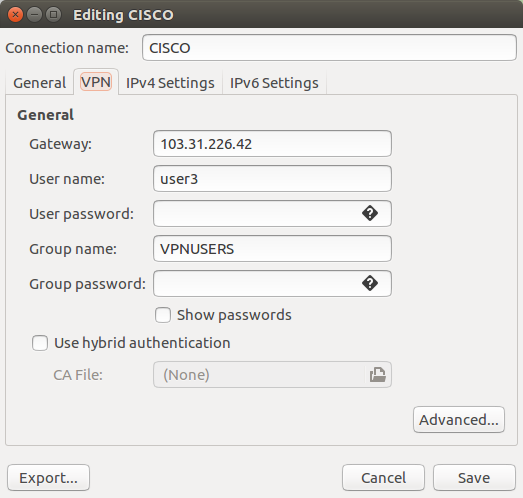 Editing CISCO
Connection name: CISCO
General VPN IPv4 Settings IPv6 Settings
General
Gateway: 103.31.226.42
User name: user3
User password:
Group name: VPNUSERS
Group password:
Show passwords
Use hybrid authentication
CA File: (None)
Advanced...
Export... Cancel Save